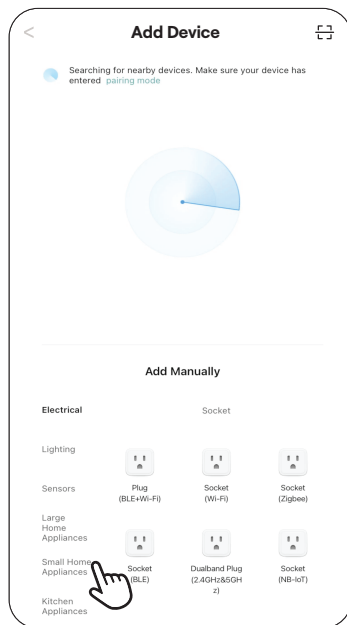 Add Device
Searching for nearby devices. Make sure your device has
entered pairing mode
Add Manually
Electrical
Socket
Lighting
Sensors
Plug
(BLE+Wi-Fi)
Socket
(Wi-Fi)
Socket
(Zigbee)
Large
Home
Appliances
Small Home
Appliances
Socket
(BLE)
Dualband Plug
(2.4GHz&5GH
z)
Socket
(NB-IoT)
Kitchen
Appliances